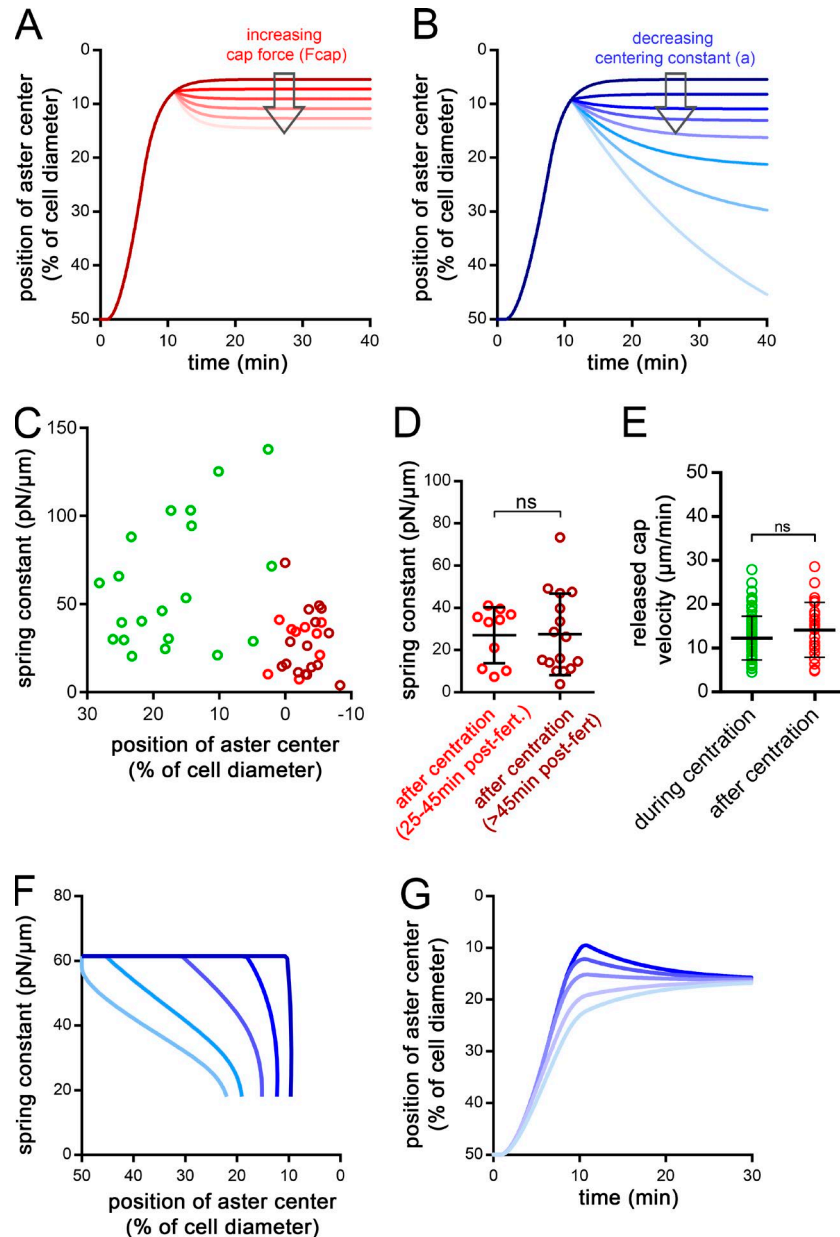 A
increasing
cap force (Fcap)
0
10
20
30
40
50
position of aster center
(% of cell diameter)
0
10
20
30
40
time (min)
B
decreasing
centering constant (a)
0
10
20
30
40
50
position of aster center
(% of cell diameter)
0
10
20
30
40
time (min)
C
150
100
50
0
spring constant (pN/µm)
30
20
10
0
-10
position of aster center
(% of cell diameter)
D
ns
100
80
60
40
20
0
spring constant (pN/µm)
after centration
(25-45min post-fert.)
after centration
(>45min post-fert)
E
ns
50
40
30
20
10
0
released cap
velocity (µm/min)
during centration
after centration
F
80
60
40
20
0
spring constant (pN/µm)
50
40
30
20
10
0
position of aster center
(% of cell diameter)
G
0
10
20
30
40
50
position of aster center
(% of cell diameter)
0
10
20
30
time (min)